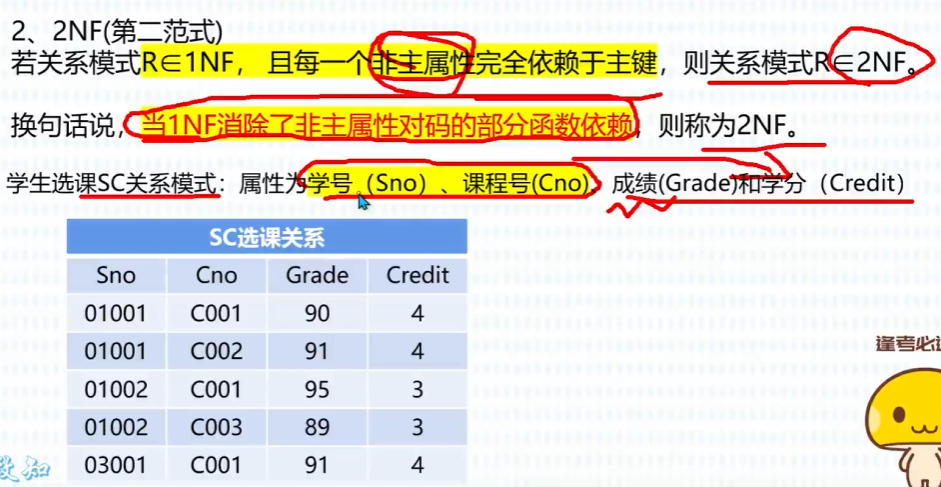 2、2NF(第二范式)
若关系模式R∈1NF， 且每一个非主属性完全依赖于主键，则关系模式R∈2NF。
换句话说，当1NF消除了非主属性对码的部分函数依赖，则称为2NF。
学生选课SC关系模式：属性为学号（Sno）、课程号(Cno)、成绩(Grade)和学分（Credit）
SC选课关系
Sno Cno Grade Credit
01001 C001 90 4
01001 C002 91 4
01002 C001 95 3
01002 C003 89 3
03001 C001 91 4
逢考必